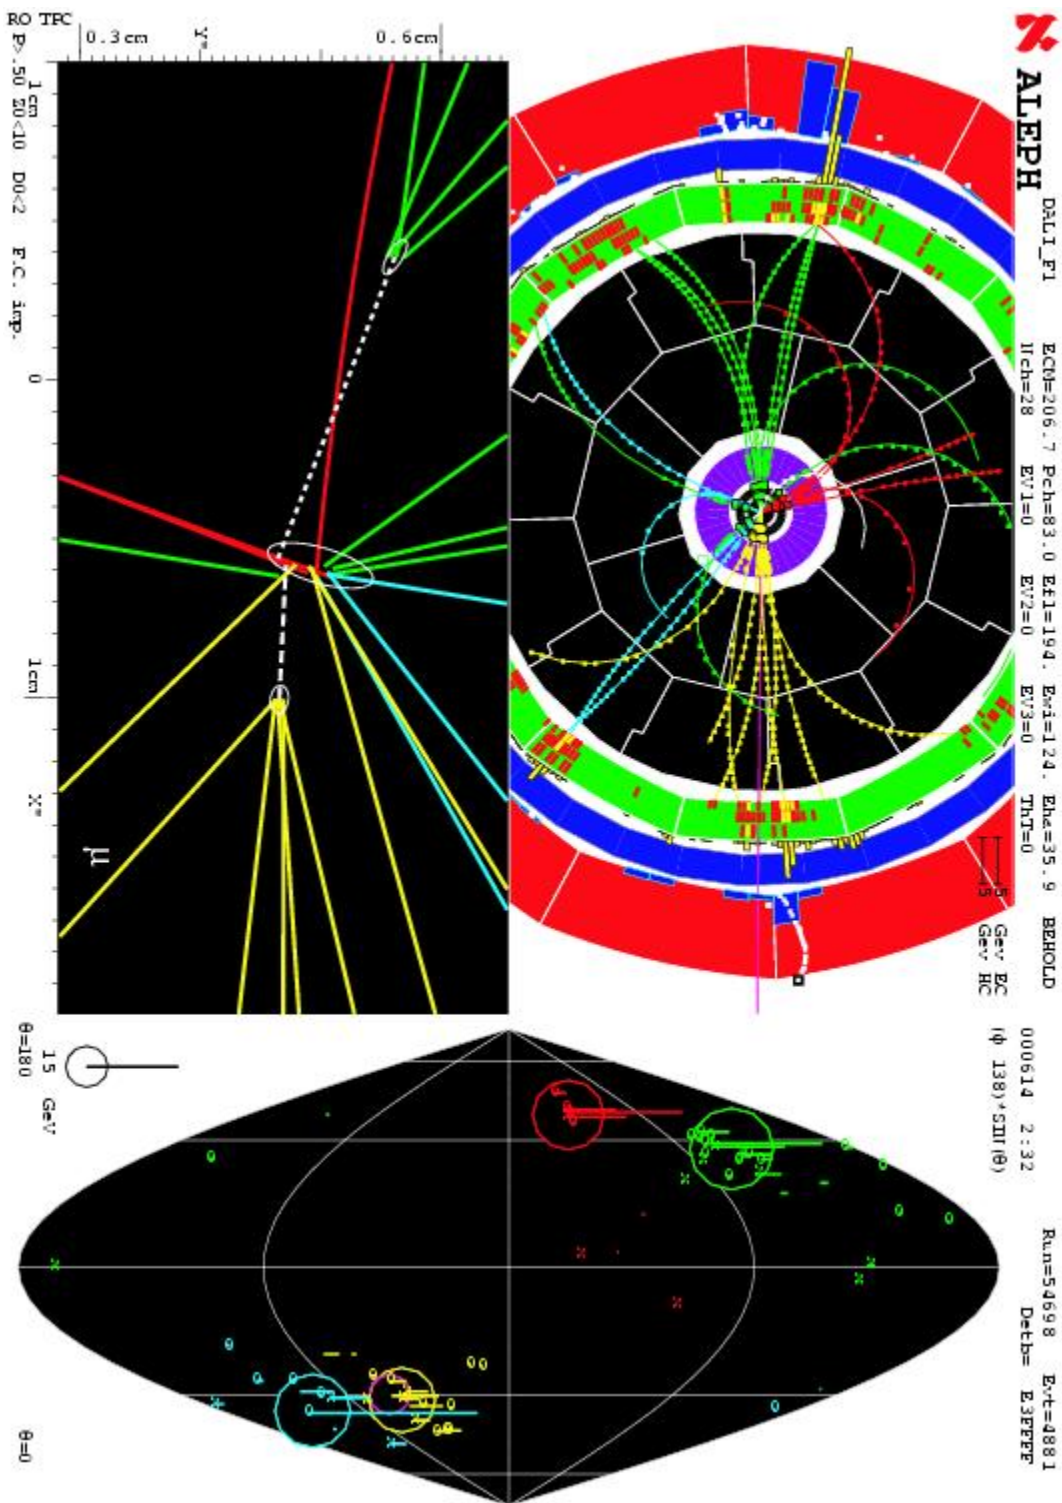 ALEPH DALI_F1 ECM=206.7 Pch=83.0 Efl=194. Ewi=124. Eha=35.9 BEHOLD
Nch=28 EV1=0 EV2=0 EV3=0 ThT=0
000614 2:32 Run=54698 Evt=4881
Detb= E3FFFF
5 Gev EC
5 Gev HC
(φ 138)*SIN(θ)
RO TPC
0.3cm
Y"
0.6cm
1cm
0
1cm
X"
P>.50 Z0<10 D0<2 F.C. imp.
μ
15 GeV
θ=180
θ=0